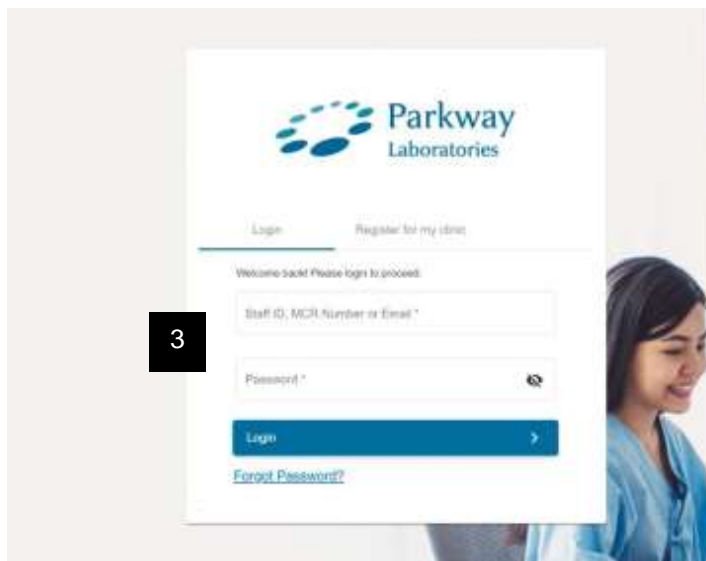 Parkway
Laboratories
Login
Register for my clinic
Welcome back! Please login to proceed.
Staff ID, MCR Number or Email *
3
Password *
Login
Forgot Password?